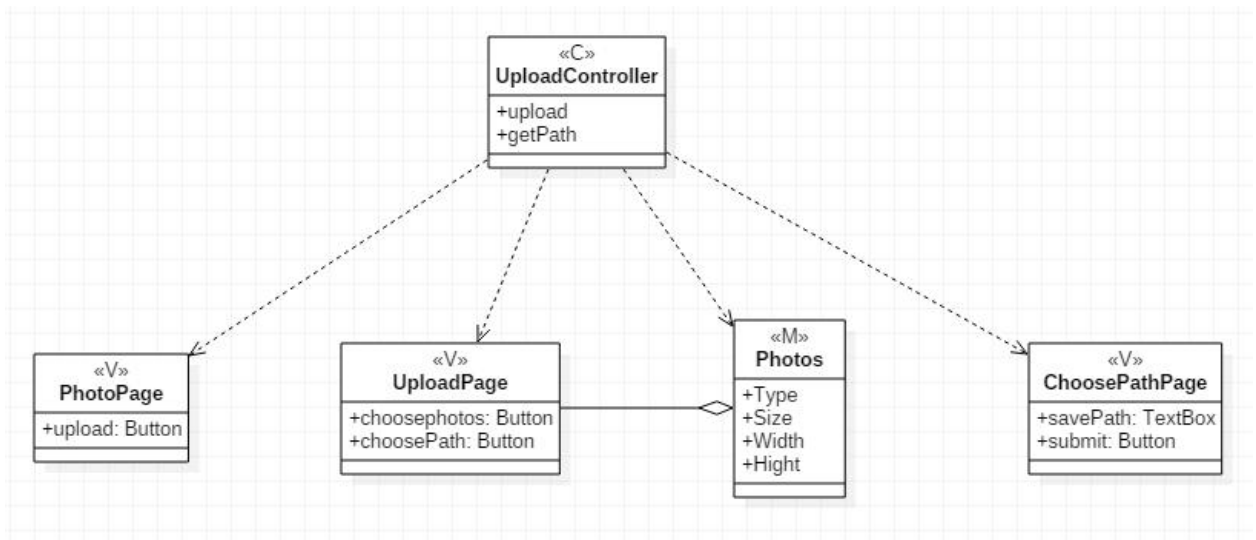 «C»
UploadController
+upload
+getPath
«V»
PhotoPage
+upload: Button
«V»
UploadPage
+choosephotos: Button
+choosePath: Button
«M»
Photos
+Type
+Size
+Width
+Hight
«V»
ChoosePathPage
+savePath: TextBox
+submit: Button